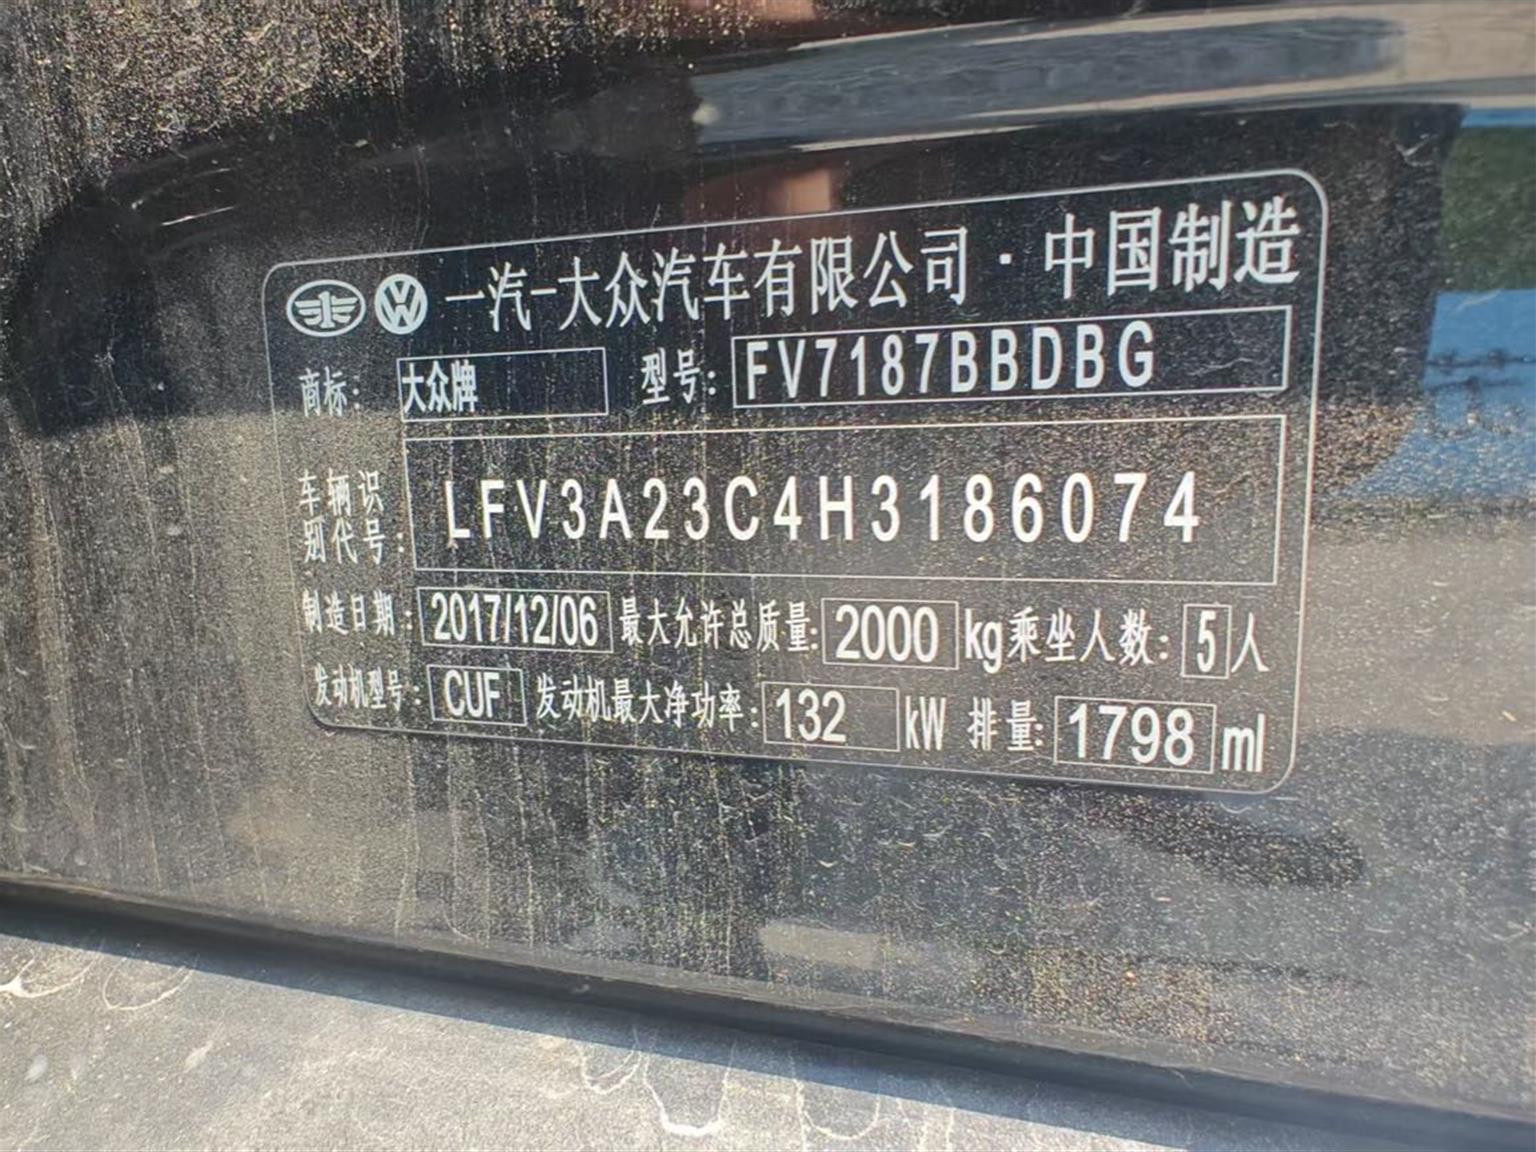 一汽-大众汽车有限公司·中国制造
商标: 大众牌 型号: FV7187BBDBG
车辆识别代号: LFV3A23C4H3186074
制造日期: 2017/12/06 最大允许总质量: 2000 kg 乘坐人数: 5 人
发动机型号: CUF 发动机最大净功率: 132 kW 排量: 1798 ml